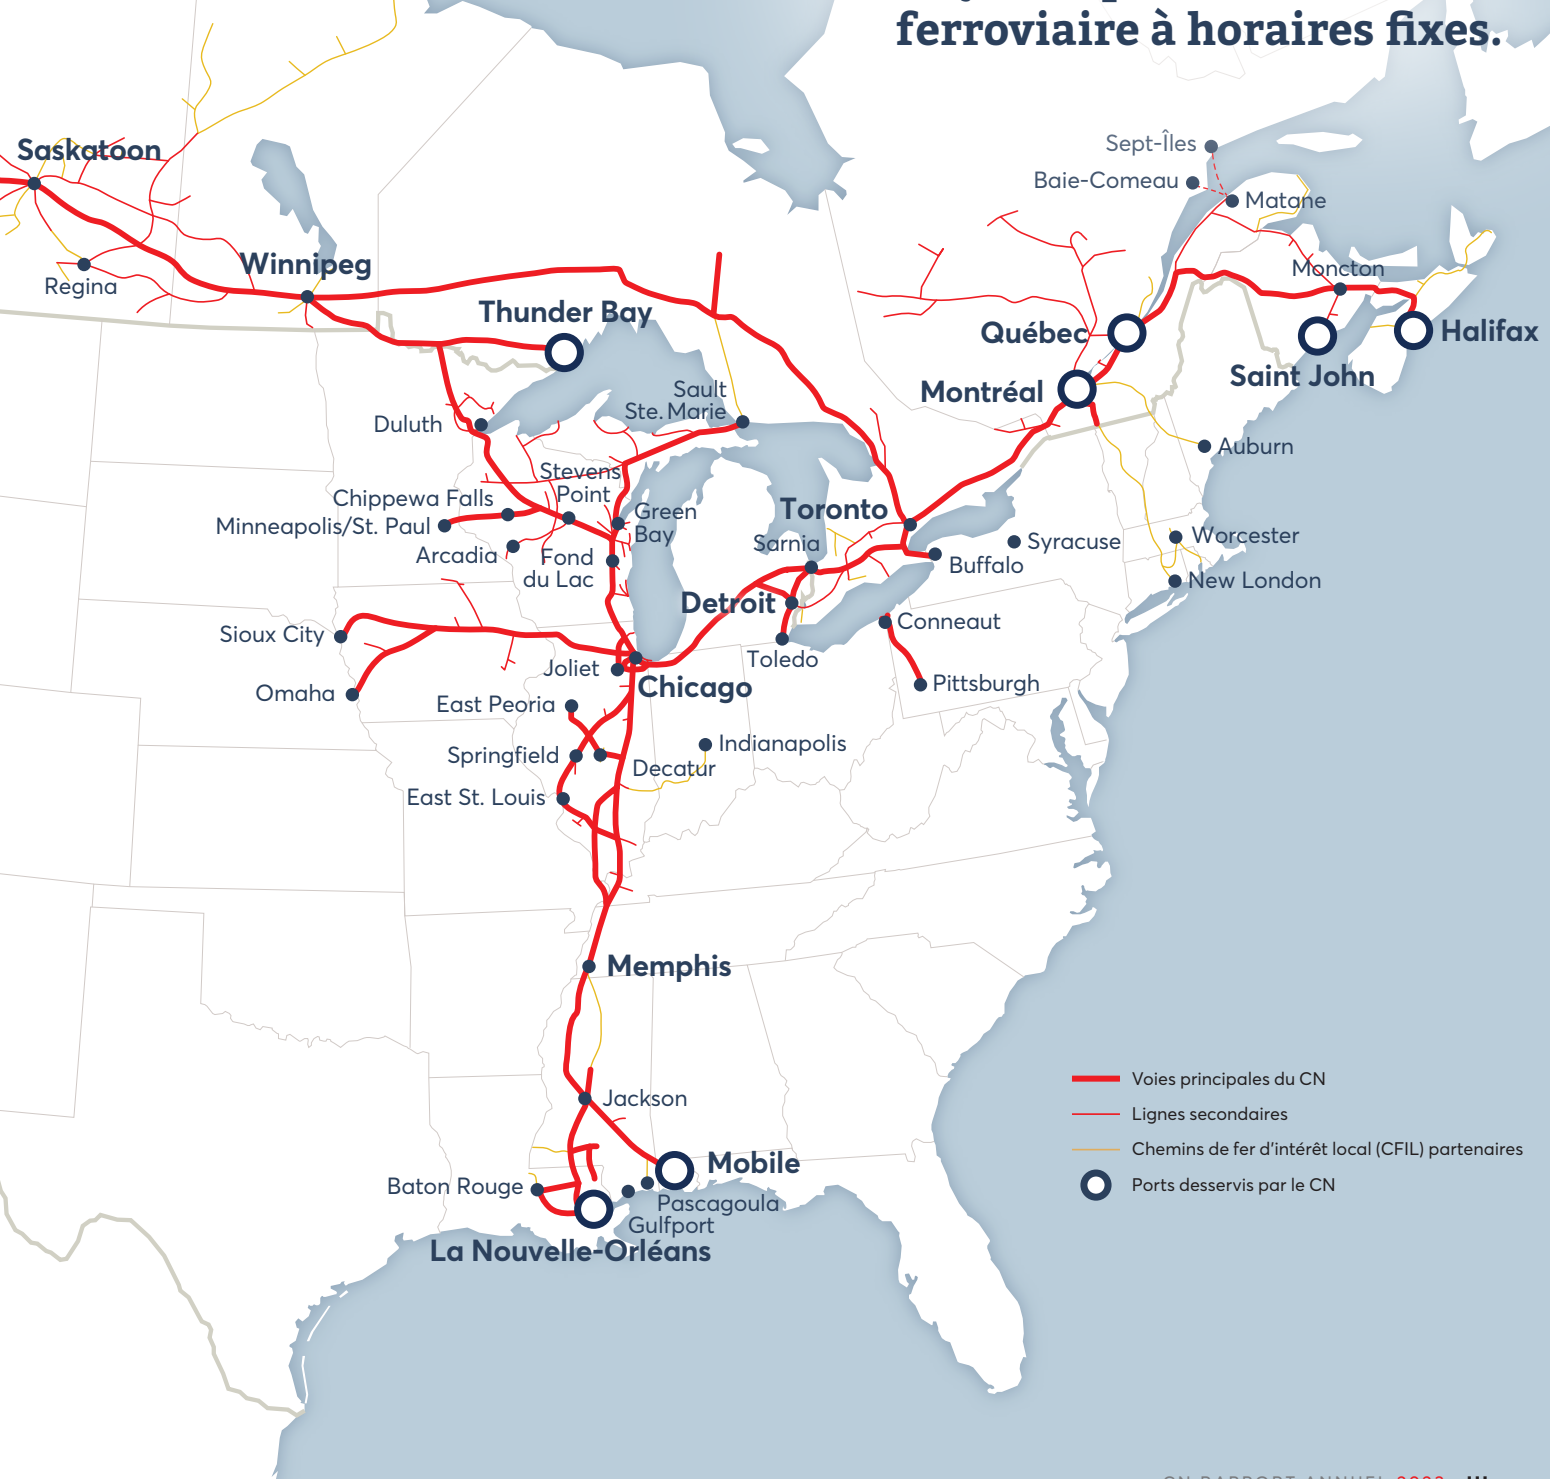 ferroviaire à horaires fixes.
Sept-Îles
Baie-Comeau
Matane
Saskatoon
Regina
Winnipeg
Moncton
Thunder Bay
Québec
Halifax
Saint John
Montréal
Sault
Ste. Marie
Duluth
Auburn
Stevens
Point
Chippewa Falls
Minneapolis/St. Paul
Green
Bay
Toronto
Arcadia
Fond
du Lac
Sarnia
Buffalo
Syracuse
Worcester
New London
Detroit
Sioux City
Conneaut
Toledo
Joliet
Omaha
Chicago
Pittsburgh
East Peoria
Indianapolis
Springfield
Decatur
East St. Louis
Memphis
Jackson
Mobile
Baton Rouge
Pascagoula
Gulfport
La Nouvelle-Orléans
Voies principales du CN
Lignes secondaires
Chemins de fer d'intérêt local (CFIL) partenaires
Ports desservis par le CN